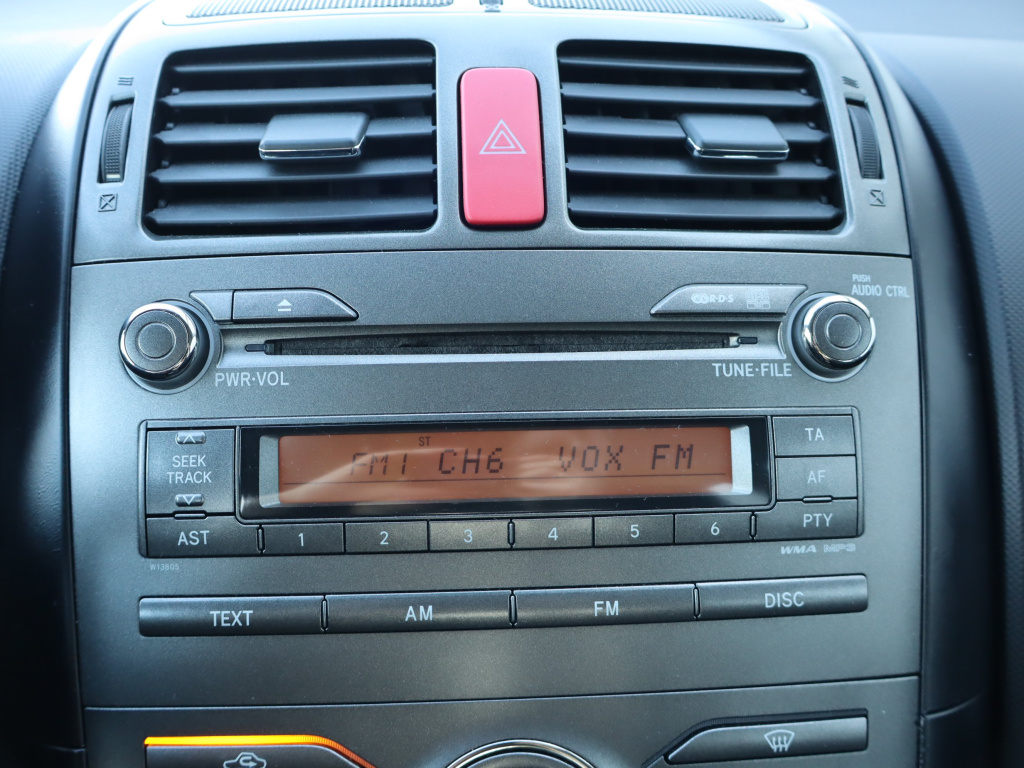 R·D·S
PUSH
AUDIO CTRL
PWR·VOL
TUNE·FILE
ST
FM1 CH6 VOX FM
SEEK
TRACK
TA
AF
AST 1 2 3 4 5 6 PTY
W13805
WMA MP3
TEXT AM FM DISC